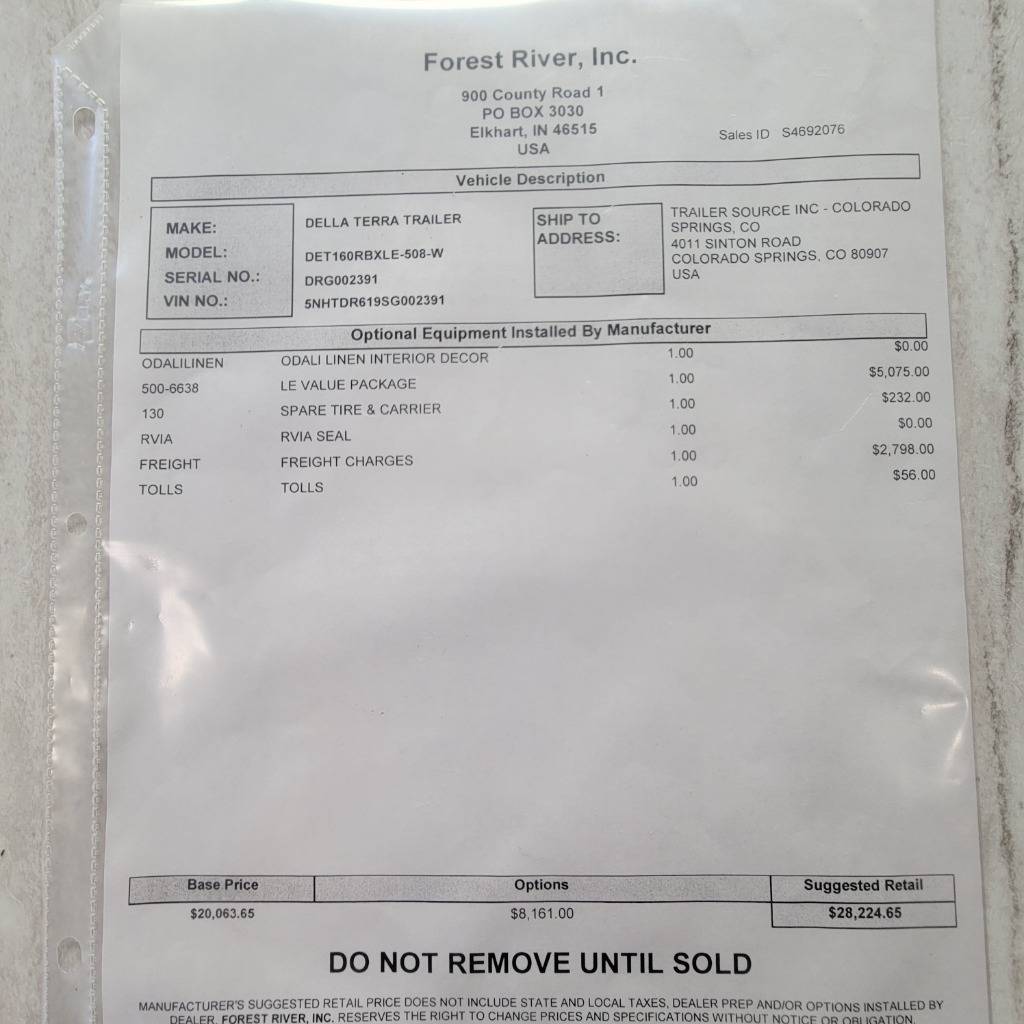 Forest River, Inc.
900 County Road 1
PO BOX 3030
Elkhart, IN 46515
USA
Sales ID S4692076
Vehicle Description
MAKE: DELLA TERRA TRAILER
MODEL: DET160RBXLE-508-W
SERIAL NO.: DRG002391
VIN NO.: 5NHTDR619SG002391
SHIP TO
ADDRESS:
TRAILER SOURCE INC - COLORADO
SPRINGS, CO
4011 SINTON ROAD
COLORADO SPRINGS, CO 80907
USA
Optional Equipment Installed By Manufacturer
ODALILINEN ODALI LINEN INTERIOR DECOR 1.00 $0.00
500-6638 LE VALUE PACKAGE 1.00 $5,075.00
130 SPARE TIRE & CARRIER 1.00 $232.00
RVIA RVIA SEAL 1.00 $0.00
FREIGHT FREIGHT CHARGES 1.00 $2,798.00
TOLLS TOLLS 1.00 $56.00
Base Price Options Suggested Retail
$20,063.65 $8,161.00 $28,224.65
DO NOT REMOVE UNTIL SOLD
MANUFACTURER'S SUGGESTED RETAIL PRICE DOES NOT INCLUDE STATE AND LOCAL TAXES, DEALER PREP AND/OR OPTIONS INSTALLED BY
DEALER. FOREST RIVER, INC. RESERVES THE RIGHT TO CHANGE PRICES AND SPECIFICATIONS WITHOUT NOTICE OR OBLIGATION.